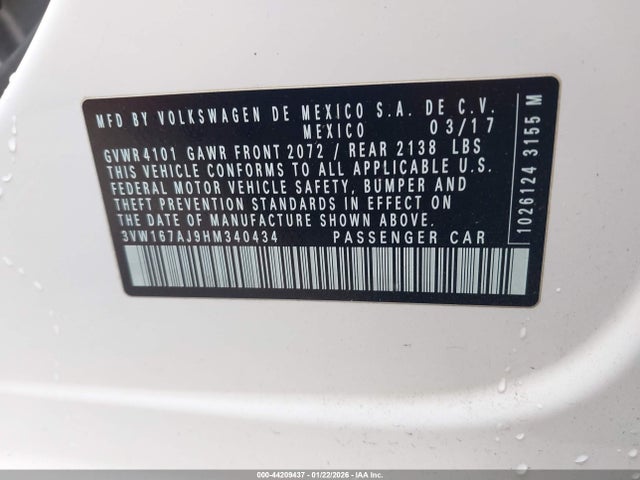 MFD BY VOLKSWAGEN DE MEXICO S.A. DE C.V.
MEXICO 03/17
GVWR 4101 GAWR FRONT 2072 / REAR 2138 LBS
THIS VEHICLE CONFORMS TO ALL APPLICABLE U.S.
FEDERAL MOTOR VEHICLE SAFETY, BUMPER AND
THEFT PREVENTION STANDARDS IN EFFECT ON THE
DATE OF MANUFACTURE SHOWN ABOVE.
3VW167AJ9HM340434 PASSENGER CAR
1026124 3155 M
000-44209437 - 01/22/2026 - IAA Inc.